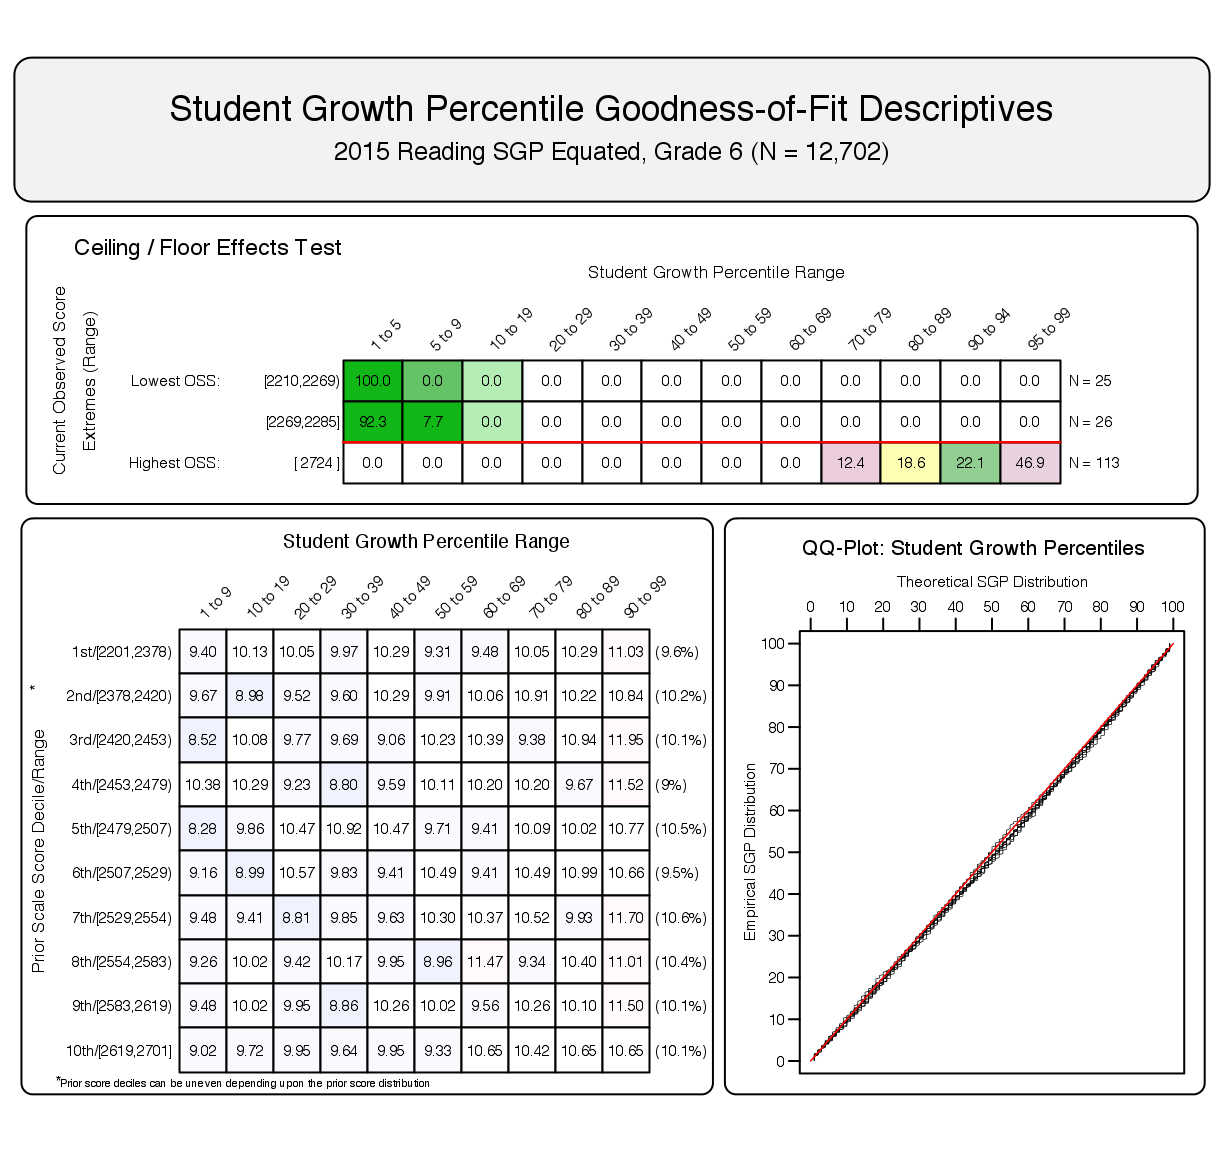 Student Growth Percentile Goodness-of-Fit Descriptives
2015 Reading SGP Equated, Grade 6 (N = 12,702)
Ceiling / Floor Effects Test
Student Growth Percentile Range
Current Observed Score
Extremes (Range)
1 to 5 5 to 9 10 to 19 20 to 29 30 to 39 40 to 49 50 to 59 60 to 69 70 to 79 80 to 89 90 to 94 95 to 99
Lowest OSS: [2210,2269) 100.0 0.0 0.0 0.0 0.0 0.0 0.0 0.0 0.0 0.0 0.0 0.0 N = 25
[2269,2285] 92.3 7.7 0.0 0.0 0.0 0.0 0.0 0.0 0.0 0.0 0.0 0.0 N = 26
Highest OSS: [ 2724 ] 0.0 0.0 0.0 0.0 0.0 0.0 0.0 0.0 12.4 18.6 22.1 46.9 N = 113
Student Growth Percentile Range
1 to 9 10 to 19 20 to 29 30 to 39 40 to 49 50 to 59 60 to 69 70 to 79 80 to 89 90 to 99
* Prior Scale Score Decile/Range
1st/[2201,2378) 9.40 10.13 10.05 9.97 10.29 9.31 9.48 10.05 10.29 11.03 (9.6%)
2nd/[2378,2420) 9.67 8.98 9.52 9.60 10.29 9.91 10.06 10.91 10.22 10.84 (10.2%)
3rd/[2420,2453) 8.52 10.08 9.77 9.69 9.06 10.23 10.39 9.38 10.94 11.95 (10.1%)
4th/[2453,2479) 10.38 10.29 9.23 8.80 9.59 10.11 10.20 10.20 9.67 11.52 (9%)
5th/[2479,2507) 8.28 9.86 10.47 10.92 10.47 9.71 9.41 10.09 10.02 10.77 (10.5%)
6th/[2507,2529) 9.16 8.99 10.57 9.83 9.41 10.49 9.41 10.49 10.99 10.66 (9.5%)
7th/[2529,2554) 9.48 9.41 8.81 9.85 9.63 10.30 10.37 10.52 9.93 11.70 (10.6%)
8th/[2554,2583) 9.26 10.02 9.42 10.17 9.95 8.96 11.47 9.34 10.40 11.01 (10.4%)
9th/[2583,2619) 9.48 10.02 9.95 8.86 10.26 10.02 9.56 10.26 10.10 11.50 (10.1%)
10th/[2619,2701] 9.02 9.72 9.95 9.64 9.95 9.33 10.65 10.42 10.65 10.65 (10.1%)
*Prior score deciles can be uneven depending upon the prior score distribution
QQ-Plot: Student Growth Percentiles
Theoretical SGP Distribution
0 10 20 30 40 50 60 70 80 90 100
Empirical SGP Distribution
100
90
80
70
60
50
40
30
20
10
0